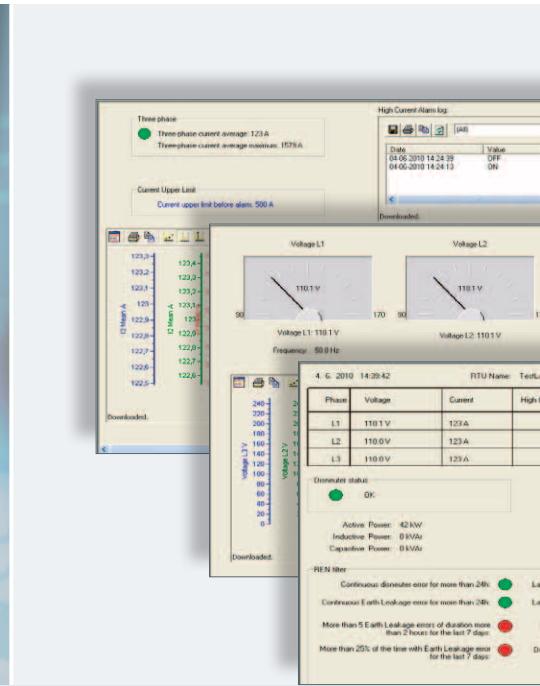 Three phase
Three-phase current average: 123 A
Three-phase current average maximum: 1579 A
Current Upper Limit
Current upper limit before alarm: 500 A
High Current Alarm log:
(All)
Date Value
04-06-2010 14:24:39 OFF
04-06-2010 14:24:13 ON
Downloaded.
123,3
123,2
123,1
123
122,9
122,8
122,7
122,6
122,5
I3 Mean A
123,4
123,3
123,2
123,1
123
122,9
122,8
122,7
122,6
I2 Mean A
Downloaded.
Voltage L1
110.1 V
90 170
Voltage L1: 110.1 V
Frequency: 50.0 Hz
Voltage L2
110.1 V
90
Voltage L2: 110.1 V
240
220
200
180
160
140
120
100
80
60
40
20
0
Voltage L3 V
Voltage L2 V
Downloaded.
4. 6. 2010 14:39:42 RTU Name: TestL
Phase Voltage Current High
L1 110.1 V 123 A
L2 110.0 V 123 A
L3 110.0 V 123 A
Disneuter status
OK
Active Power: 42 kW
Inductive Power: 0 kVAr
Capacitive Power: 0 kVAr
REN filter
Continuous disneuter error for more than 24h:
Continuous Earth Leakage error for more than 24h:
More than 5 Earth Leakage errors of duration more
than 2 hours for the last 7 days:
More than 25% of the time with Earth Leakage error
for the last 7 days: